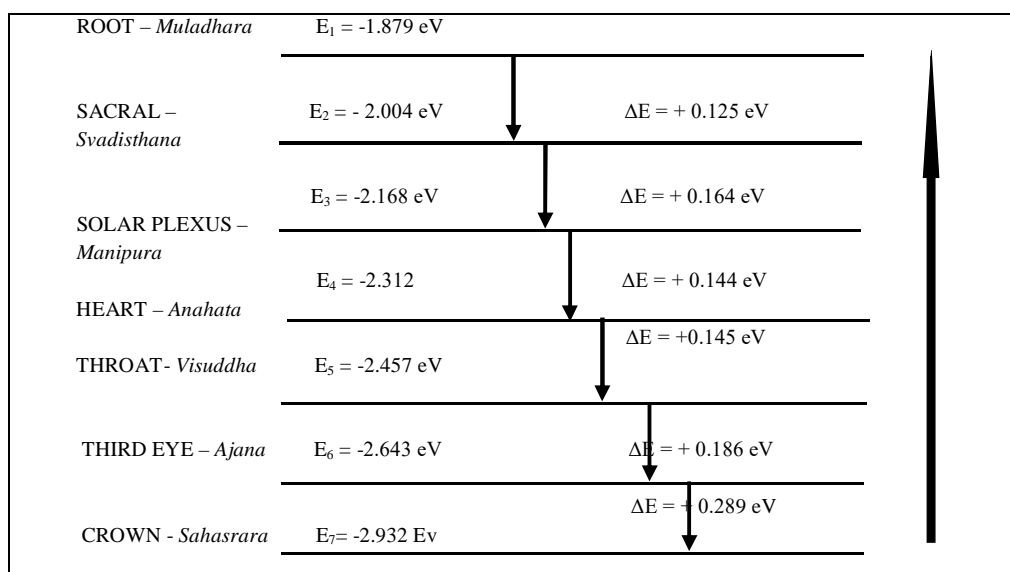 ROOT – Muladhara E₁ = -1.879 eV
SACRAL – E₂ = - 2.004 eV ΔE = + 0.125 eV
Svadisthana
E₃ = -2.168 eV ΔE = + 0.164 eV
SOLAR PLEXUS –
Manipura
E₄ = -2.312 ΔE = + 0.144 eV
HEART – Anahata
ΔE = +0.145 eV
THROAT- Visuddha E₅ = -2.457 eV
THIRD EYE – Ajana E₆ = -2.643 eV ΔE = + 0.186 eV
ΔE = + 0.289 eV
CROWN - Sahasrara E₇= -2.932 Ev